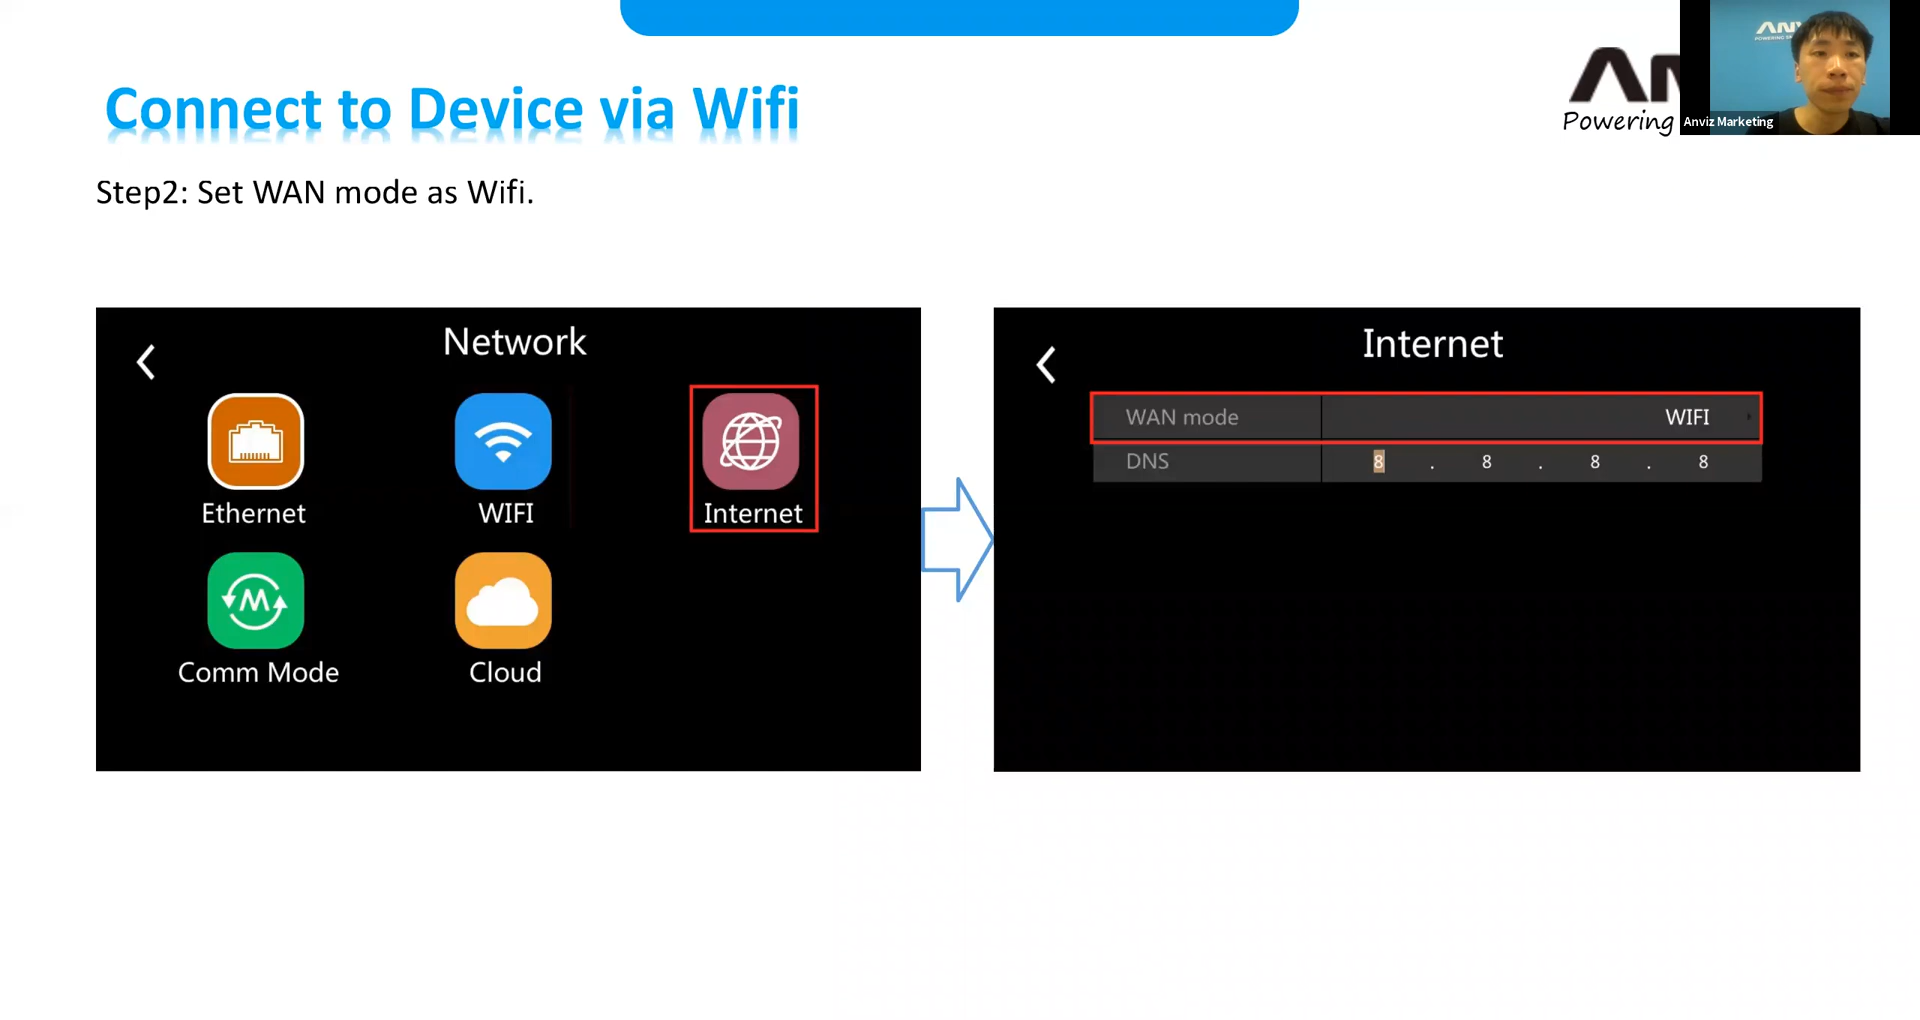 Connect to Device via Wifi
Powering
Anviz Marketing
Step2: Set WAN mode as Wifi.
Network
Ethernet
WIFI
Internet
Comm Mode
Cloud
Internet
WAN mode WIFI
DNS 8 . 8 . 8 . 8